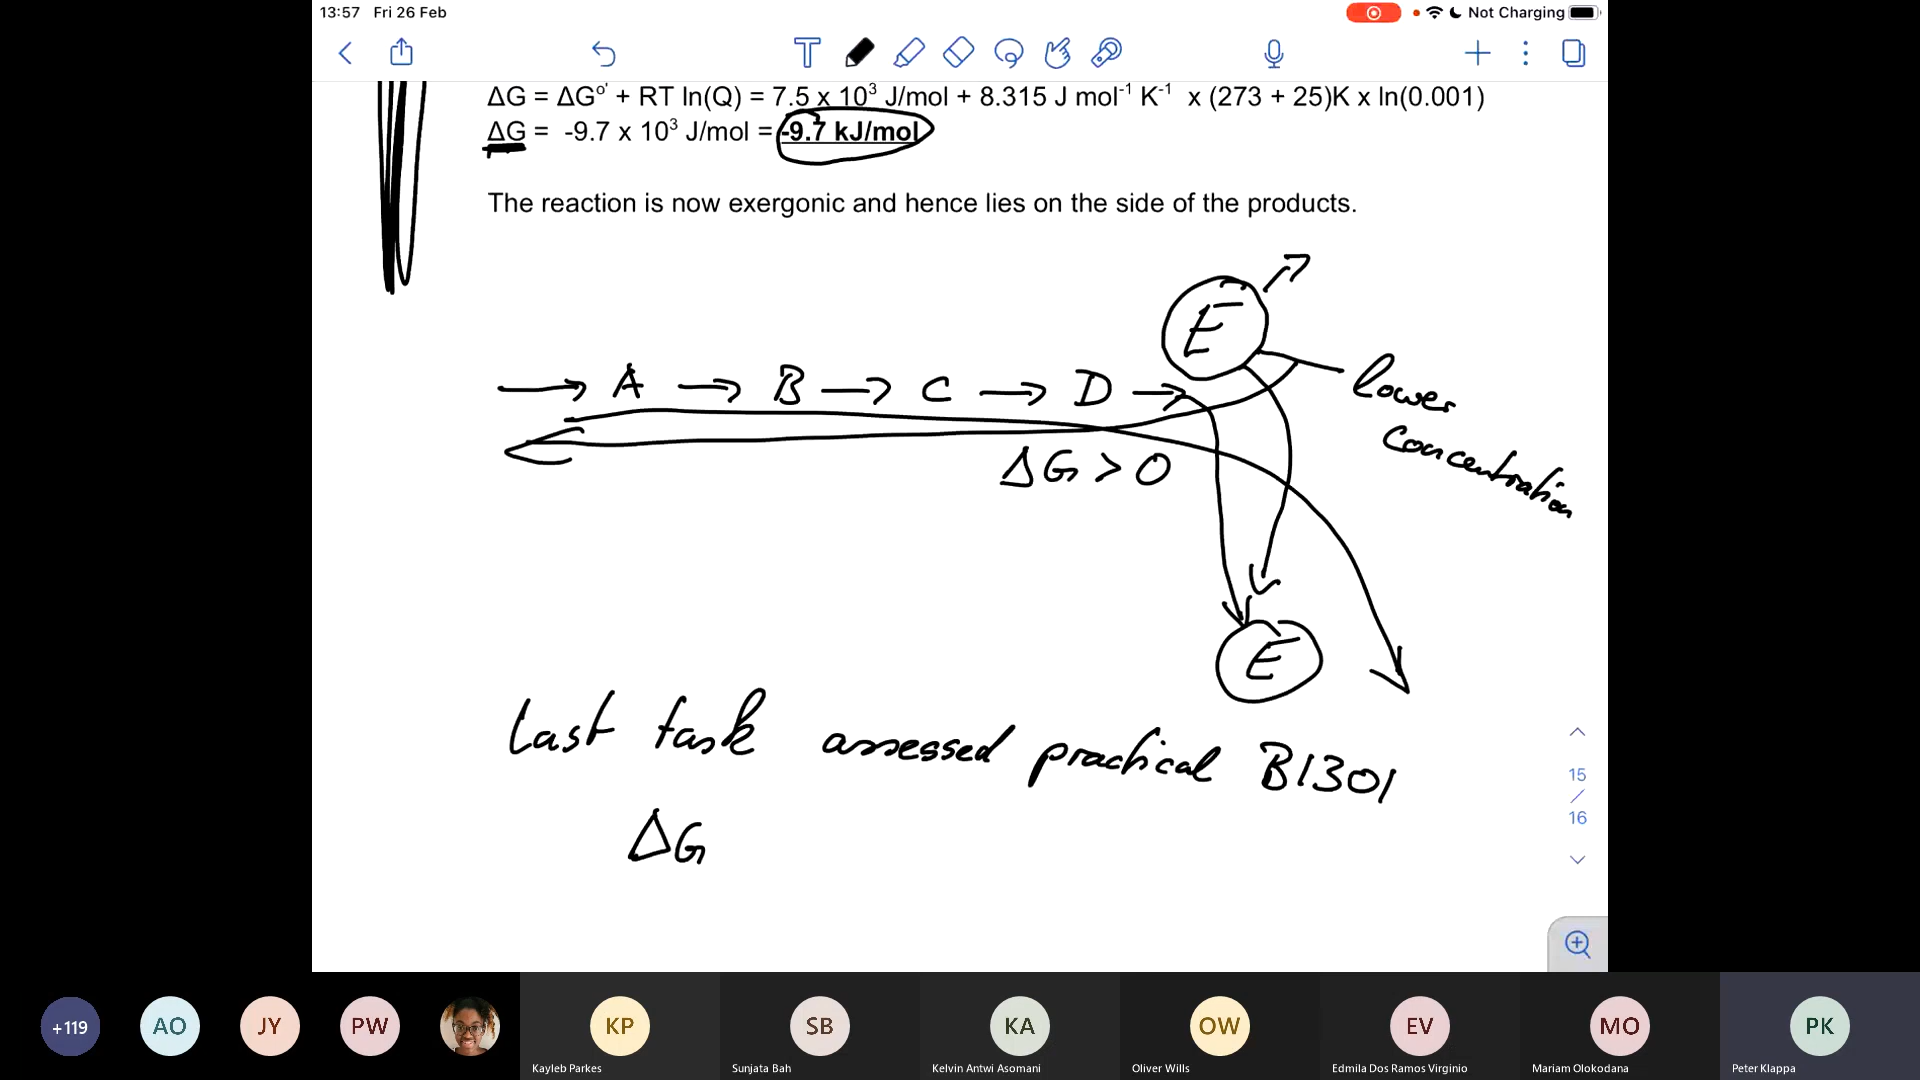 13:57 Fri 26 Feb
Not Charging
ΔG = ΔG°' + RT ln(Q) = 7.5 x 10³ J/mol + 8.315 J mol⁻¹ K⁻¹ x (273 + 25)K x ln(0.001)
ΔG = -9.7 x 10³ J/mol = -9.7 kJ/mol
The reaction is now exergonic and hence lies on the side of the products.
E
→ A → B → C → D →
lower
concentration
ΔG > 0
E
last task assessed practical BI301
ΔG
15
/
16
+119
AO
JY
PW
KP
SB
KA
OW
EV
MO
PK
Kayleb Parkes
Sunjata Bah
Kelvin Antwi Asomani
Oliver Wills
Edmila Dos Ramos Virginio
Mariam Olokodana
Peter Klappa